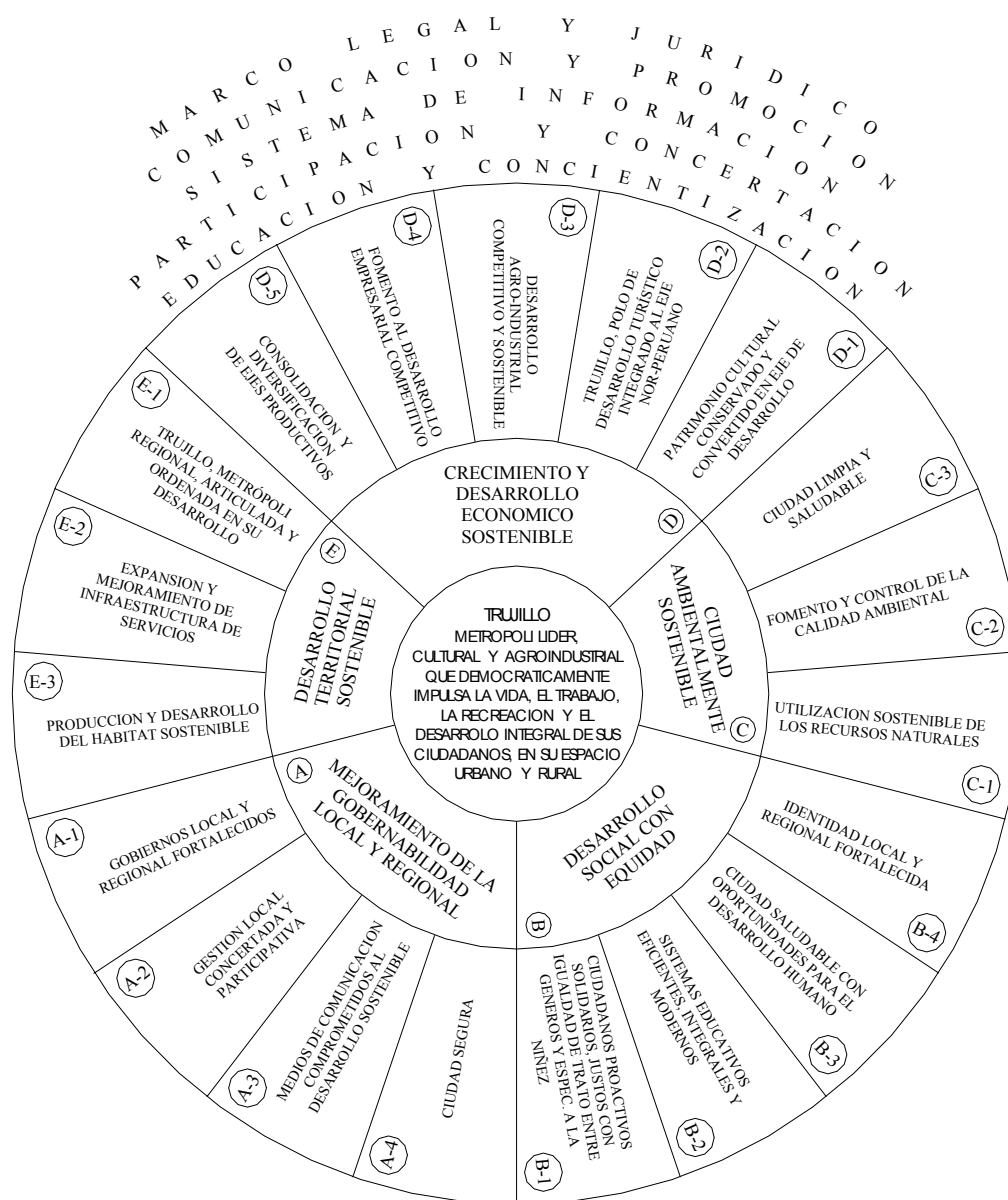 MARCO LEGAL Y JURIDICO
COMUNICACION Y PROMOCION
SISTEMA DE INFORMACION
PARTICIPACION Y CONCERTACION
EDUCACION Y CONCIENTIZACION
TRUJILLO
METROPOLI LIDER,
CULTURAL Y AGROINDUSTRIAL
QUE DEMOCRATICAMENTE
IMPULSA LA VIDA, EL TRABAJO,
LA RECREACION Y EL
DESARROLO INTEGRAL DE SUS
CIUDADANOS, EN SU ESPACIO
URBANO Y RURAL
A
MEJORAMIENTO DE LA
GOBERNABILIDAD
LOCAL Y REGIONAL
A-1
GOBIERNOS LOCAL Y
REGIONAL FORTALECIDOS
A-2
GESTION LOCAL
CONCERTADA Y
PARTICIPATIVA
A-3
MEDIOS DE COMUNICACION
COMPROMETIDOS AL
DESARROLLO SOSTENIBLE
A-4
CIUDAD SEGURA
B
DESARROLLO
SOCIAL CON
EQUIDAD
B-1
CIUDADANOS PROACTIVOS
SOLIDARIOS, JUSTOS CON
IGUALDAD DE TRATO ENTRE
GENEROS Y ESPEC. A LA
NIÑEZ
B-2
SISTEMAS EDUCATIVOS
EFICIENTES, INTEGRALES Y
MODERNOS
B-3
CIUDAD SALUDABLE CON
OPORTUNIDADES PARA EL
DESARROLLO HUMANO
B-4
IDENTIDAD LOCAL Y
REGIONAL FORTALECIDA
C
CIUDAD
AMBIENTALMENTE
SOSTENIBLE
C-1
UTILIZACION SOSTENIBLE DE
LOS RECURSOS NATURALES
C-2
FOMENTO Y CONTROL DE LA
CALIDAD AMBIENTAL
C-3
CIUDAD LIMPIA Y
SALUDABLE
D
CRECIMIENTO Y
DESARROLLO
ECONOMICO
SOSTENIBLE
D-1
PATRIMONIO CULTURAL
CONSERVADO Y
CONVERTIDO EN EJE DE
DESARROLLO
D-2
TRUJILLO, POLO DE
DESARROLLO TURÍSTICO
INTEGRADO AL EJE
NOR-PERUANO
D-3
DESARROLLO
AGRO-INDUSTRIAL
COMPETITIVO Y SOSTENIBLE
D-4
FOMENTO AL DESARROLLO
EMPRESARIAL COMPETITIVO
D-5
CONSOLIDACION Y
DIVERSIFICACION
DE EJES PRODUCTIVOS
E
DESARROLLO
TERRITORIAL
SOSTENIBLE
E-1
TRUJILLO, METRÓPOLI
REGIONAL, ARTICULADA Y
ORDENADA EN SU
DESARROLLO
E-2
EXPANSION Y
MEJORAMIENTO DE
INFRAESTRUCTURA DE
SERVICIOS
E-3
PRODUCCION Y DESARROLLO
DEL HABITAT SOSTENIBLE